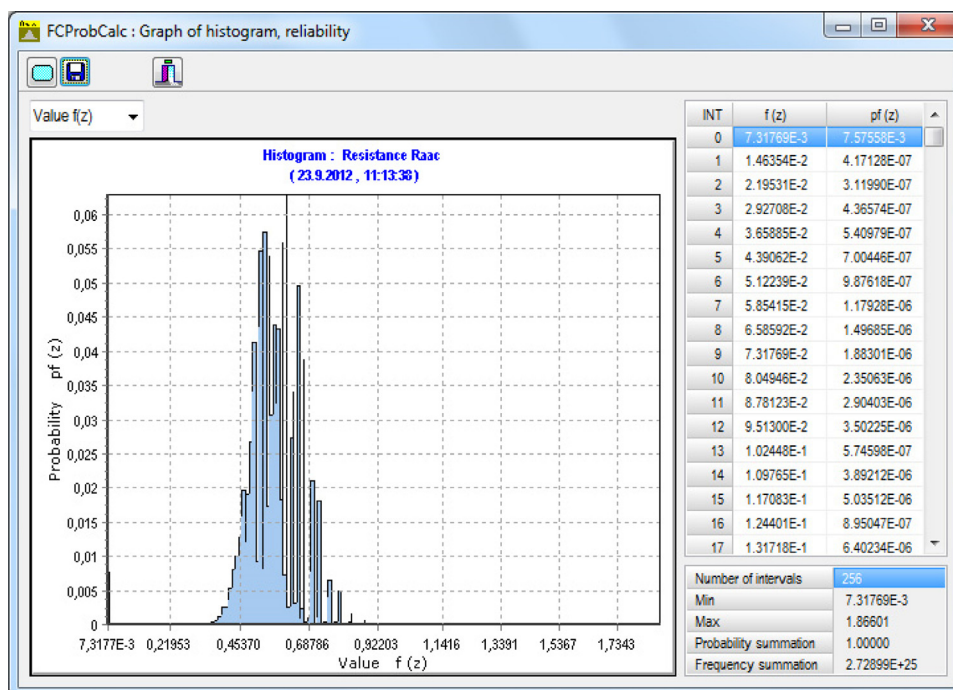 FCProbCalc : Graph of histogram, reliability
Value f(z)
Histogram : Resistance Raac
( 23.9.2012 , 11:13:38 )
0,06
0,055
0,05
0,045
0,04
0,035
0,03
0,025
0,02
0,015
0,01
0,005
0
Probability pf (z)
7,3177E-3 0,21953 0,45370 0,68786 0,92203 1,1416 1,3391 1,5367 1,7343
Value f (z)
INT f (z) pf (z)
0 7.31769E-3 7.57558E-3
1 1.46354E-2 4.17128E-07
2 2.19531E-2 3.11990E-07
3 2.92708E-2 4.36574E-07
4 3.65885E-2 5.40979E-07
5 4.39062E-2 7.00446E-07
6 5.12239E-2 9.87618E-07
7 5.85415E-2 1.17928E-06
8 6.58592E-2 1.49685E-06
9 7.31769E-2 1.88301E-06
10 8.04946E-2 2.35063E-06
11 8.78123E-2 2.90403E-06
12 9.51300E-2 3.50225E-06
13 1.02448E-1 5.74598E-07
14 1.09765E-1 3.89212E-06
15 1.17083E-1 5.03512E-06
16 1.24401E-1 8.95047E-07
17 1.31718E-1 6.40234E-06
Number of intervals 256
Min 7.31769E-3
Max 1.86601
Probability summation 1.00000
Frequency summation 2.72899E+25